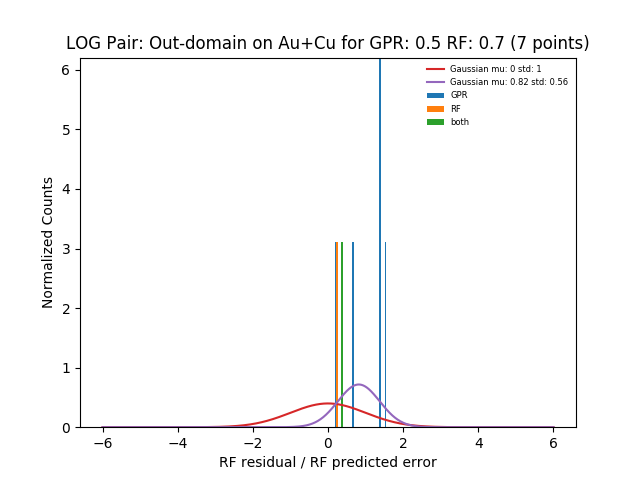 LOG Pair: Out-domain on Au+Cu for GPR: 0.5 RF: 0.7 (7 points)
Gaussian mu: 0 std: 1
Gaussian mu: 0.82 std: 0.56
GPR
RF
both
Normalized Counts
6
5
4
3
2
1
0
−6 −4 −2 0 2 4 6
RF residual / RF predicted error